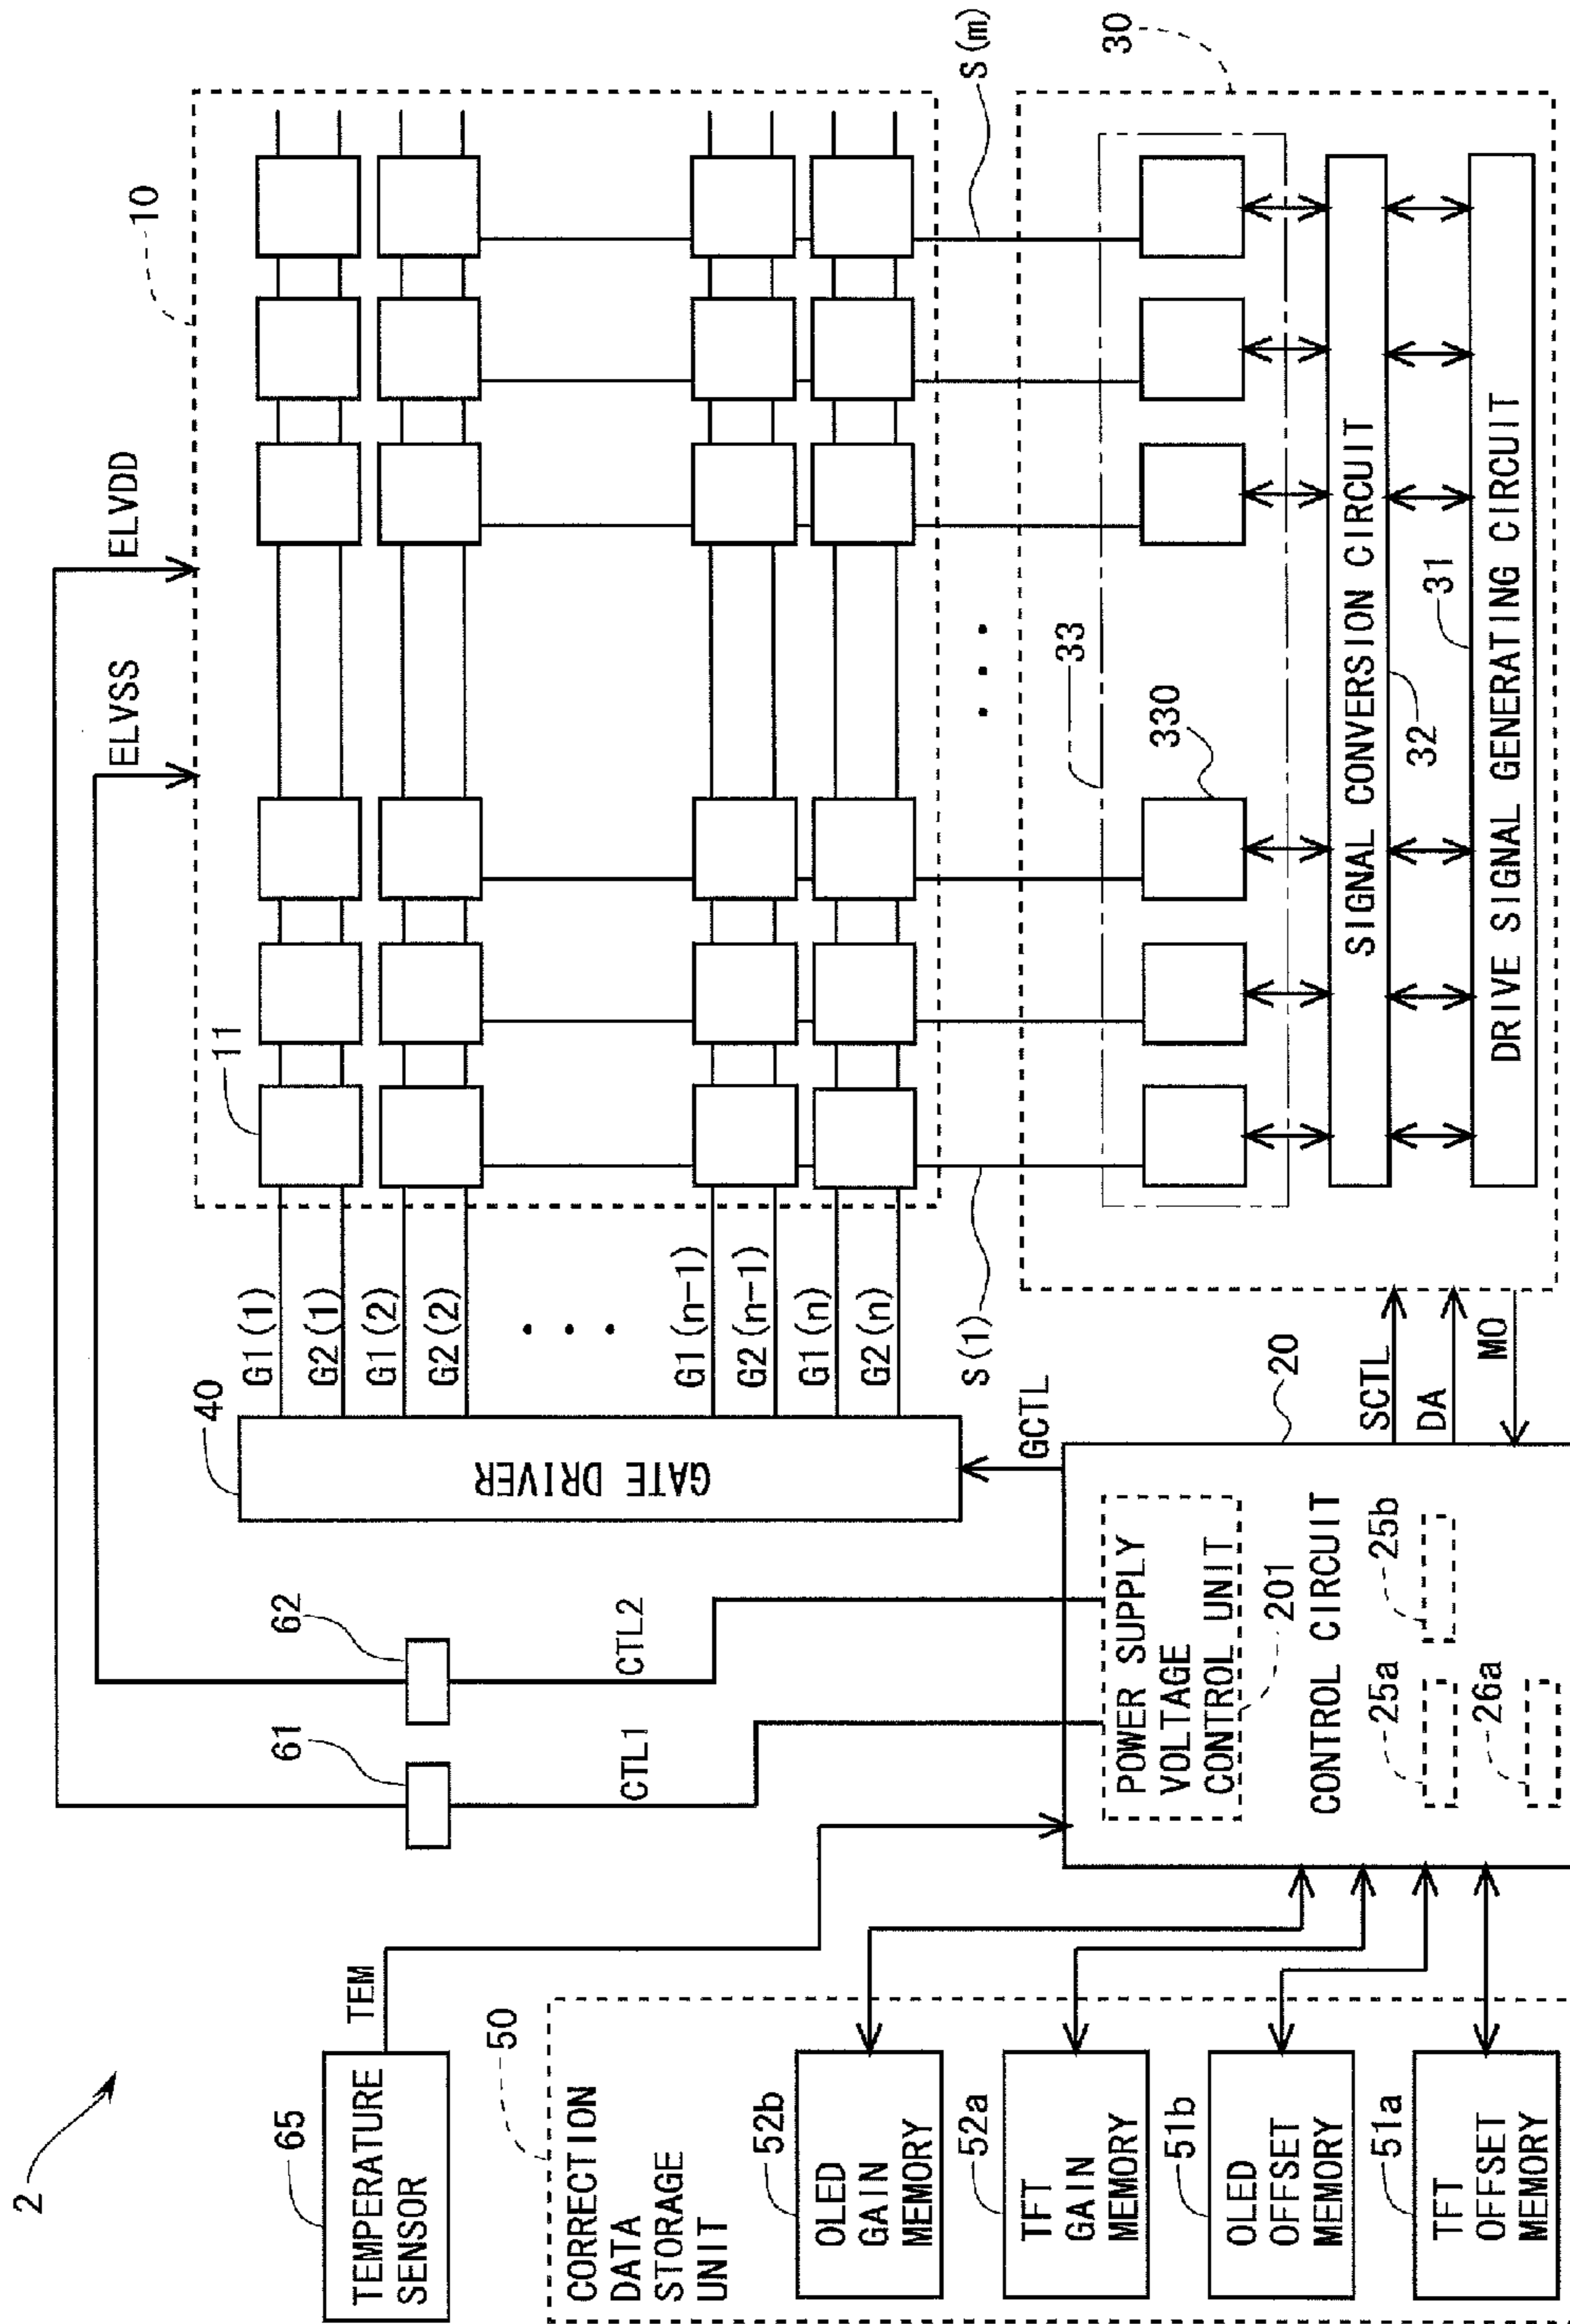 2
65
TEMPERATURE
SENSOR
TEM
50
CORRECTION
DATA
STORAGE
UNIT
52b
OLED
GAIN
MEMORY
52a
TFT
GAIN
MEMORY
51b
OLED
OFFSET
MEMORY
51a
TFT
OFFSET
MEMORY
61
62
CTL1
CTL2
POWER SUPPLY
VOLTAGE
CONTROL UNIT
201
CONTROL CIRCUIT
25a
25b
26a
20
GCTL
SCTL
DA
MO
40
GATE DRIVER
G1(1)
G2(1)
G1(2)
G2(2)
. . .
G1(n-1)
G2(n-1)
G1(n)
G2(n)
ELVSS
ELVDD
10
11
S(1)
. . .
S(m)
30
33
330
SIGNAL CONVERSION CIRCUIT
32
31
DRIVE SIGNAL GENERATING CIRCUIT